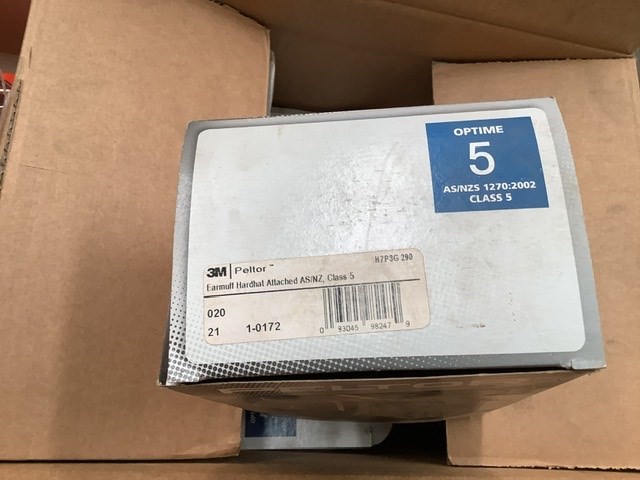 OPTIME
5
AS/NZS 1270:2002
CLASS 5
3M Peltor™ H7P3G 290
Earmuff Hardhat Attached AS/NZ, Class 5
020
21 1-0172
0 93045 98247 9